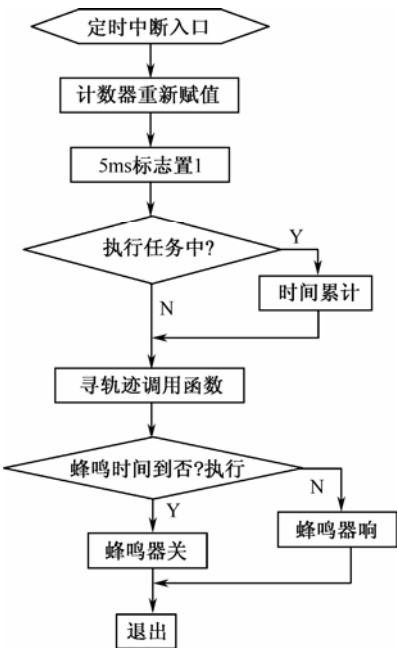 定时中断入口
计数器重新赋值
5ms标志置1
执行任务中?
Y
时间累计
N
寻轨迹调用函数
蜂鸣时间到否?执行
N
Y
蜂鸣器响
蜂鸣器关
退出